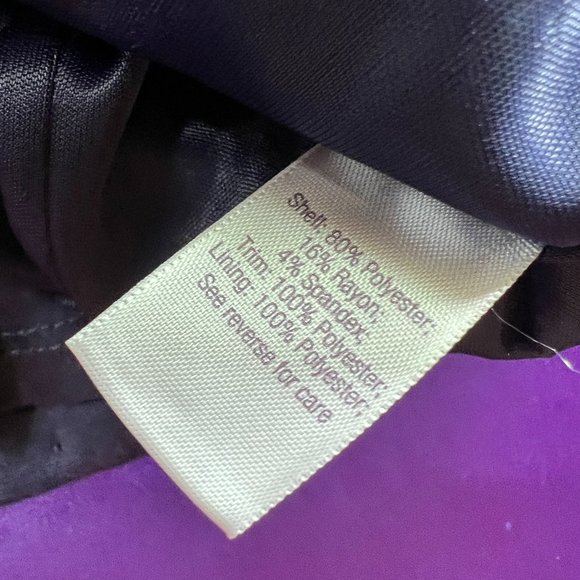 Shell: 80% Polyester;
16% Rayon;
4% Spandex;
Trim: 100% Polyester;
Lining: 100% Polyester;
See reverse for care